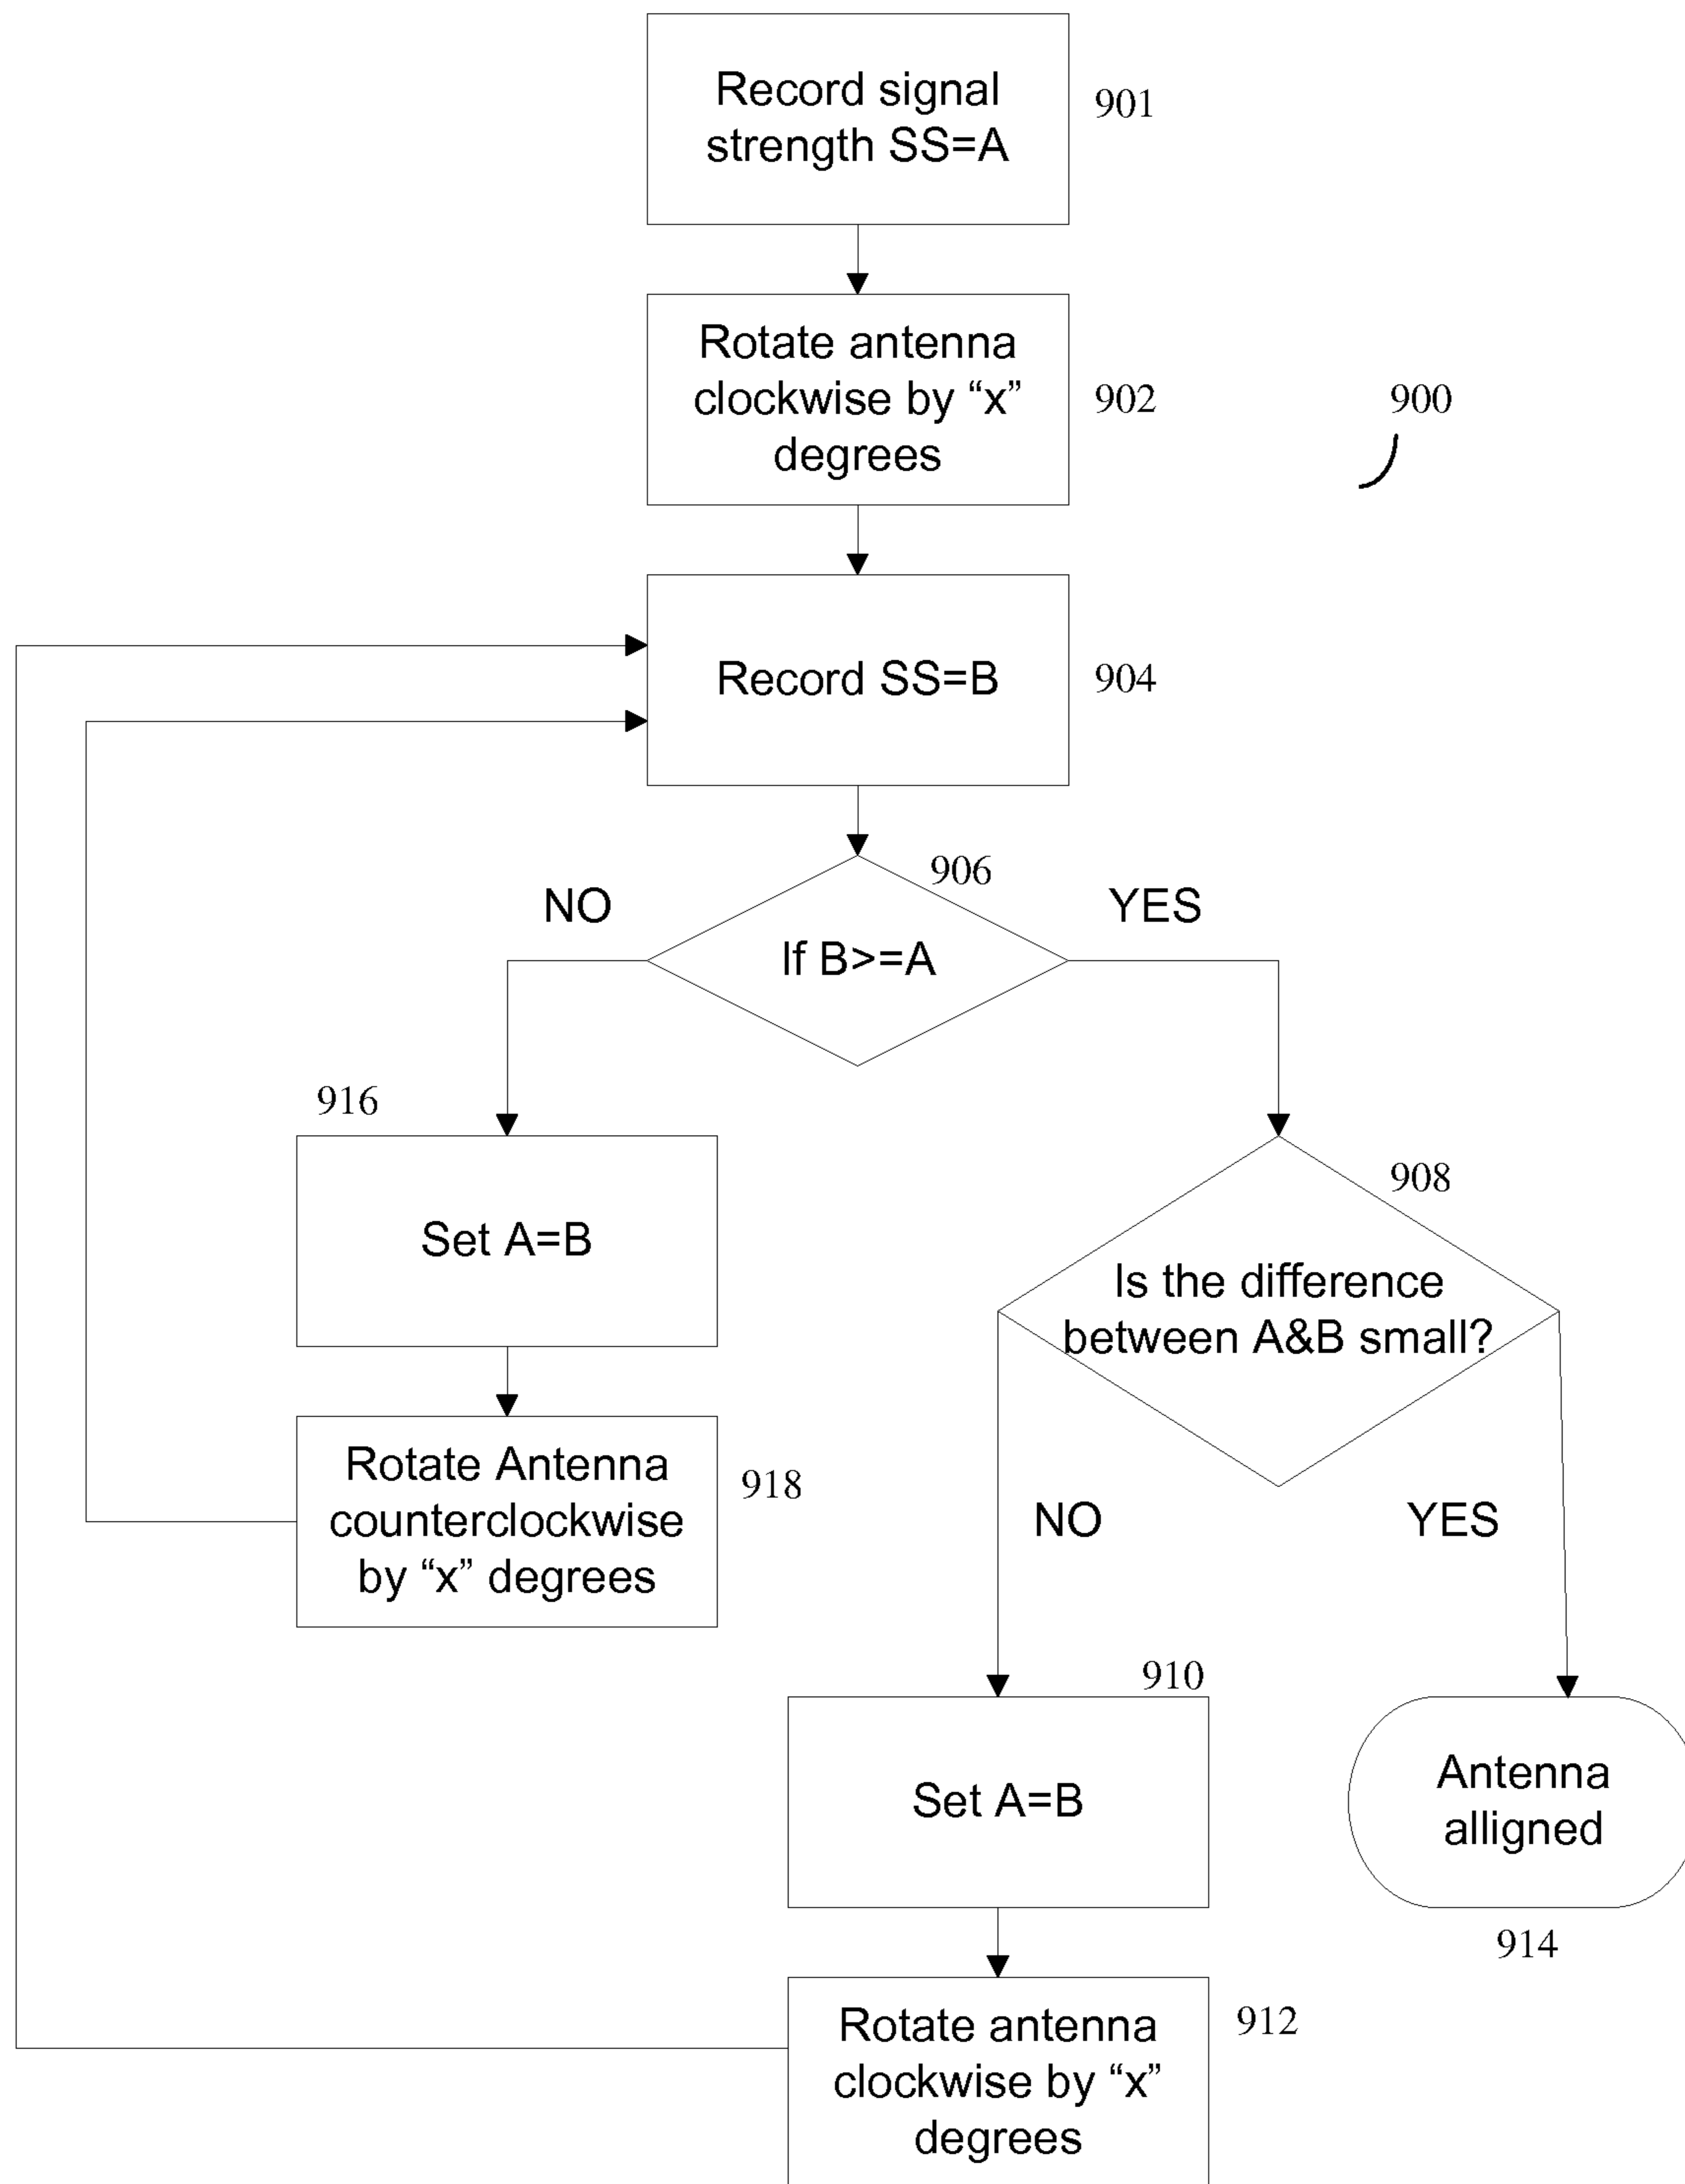 Record signal
strength SS=A
901
Rotate antenna
clockwise by “x”
degrees
902
900
Record SS=B
904
906
NO
YES
If B>=A
916
Set A=B
908
Is the difference
between A&B small?
Rotate Antenna
counterclockwise
by “x” degrees
918
NO
YES
910
Set A=B
Antenna
alligned
914
Rotate antenna
clockwise by “x”
degrees
912